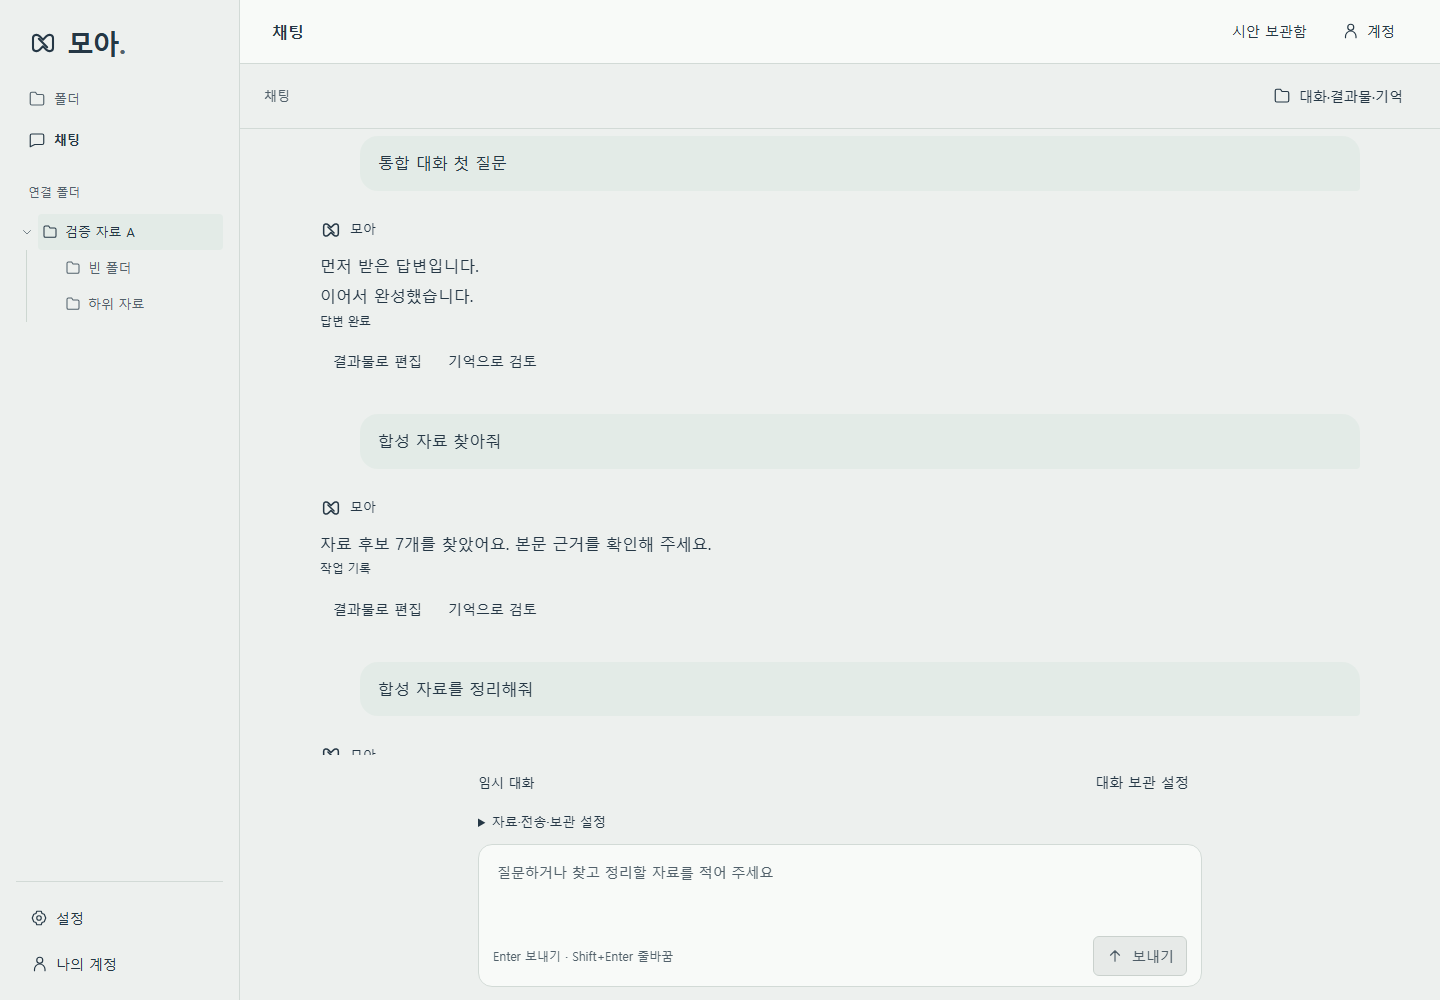 모아.
폴더
채팅
연결 폴더
검증 자료 A
빈 폴더
하위 자료
설정
나의 계정
채팅
시안 보관함
계정
채팅
대화·결과물·기억
통합 대화 첫 질문
모아
먼저 받은 답변입니다.
이어서 완성했습니다.
답변 완료
결과물로 편집
기억으로 검토
합성 자료 찾아줘
모아
자료 후보 7개를 찾았어요. 본문 근거를 확인해 주세요.
작업 기록
결과물로 편집
기억으로 검토
합성 자료를 정리해줘
모아
임시 대화
대화 보관 설정
자료·전송·보관 설정
질문하거나 찾고 정리할 자료를 적어 주세요
Enter 보내기 · Shift+Enter 줄바꿈
보내기